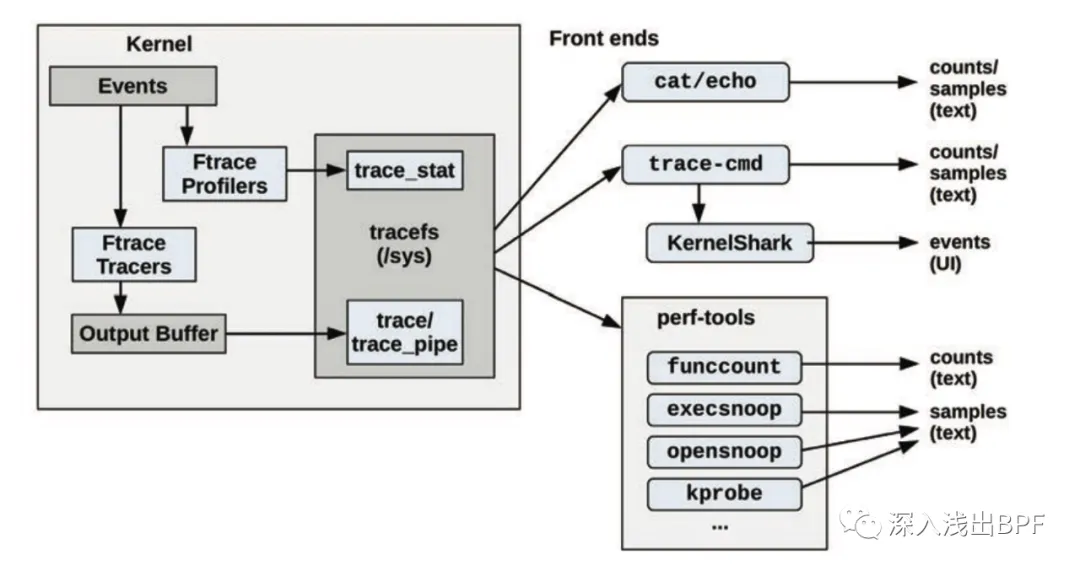 Kernel
Events
Ftrace
Profilers
Ftrace
Tracers
Output Buffer
trace_stat
tracefs
(/sys)
trace/
trace_pipe
Front ends
cat/echo
counts/
samples
(text)
trace-cmd
counts/
samples
(text)
KernelShark
events
(UI)
perf-tools
funccount
counts
(text)
execsnoop
samples
(text)
opensnoop
kprobe
...
深入浅出BPF